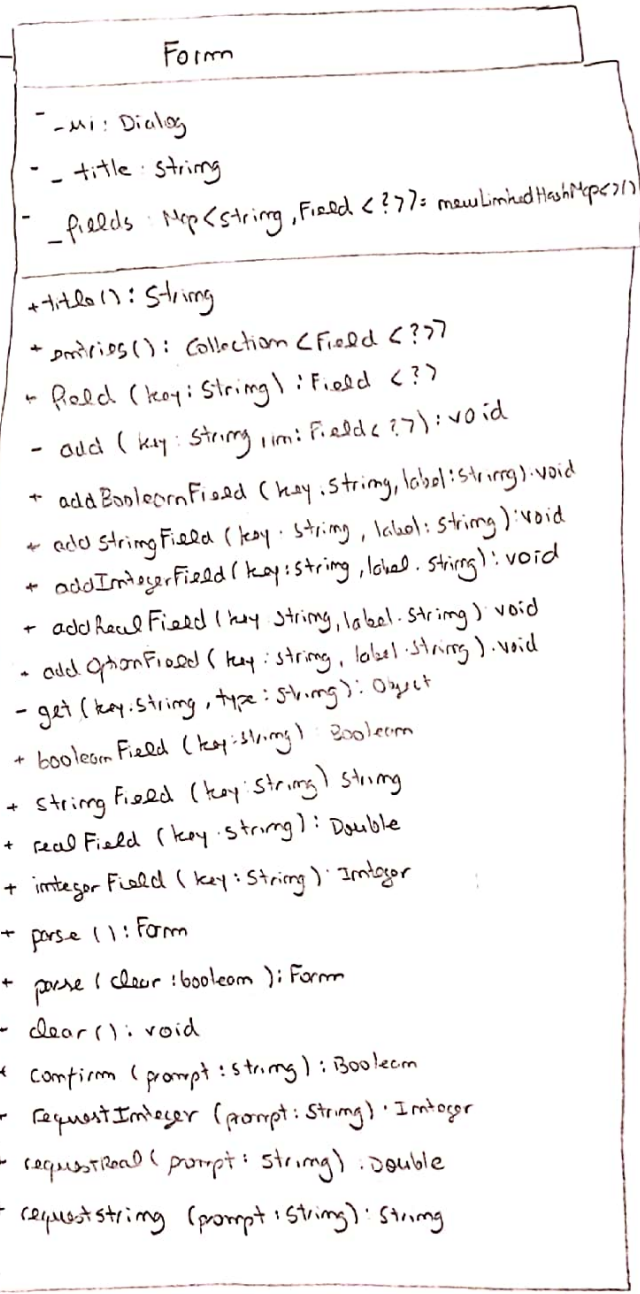 Form
- _ui: Dialog
- _title: String
- _fields: Map<String, Field<?>> = new LinkedHashMap<>()
+ title(): String
+ entries(): Collection<Field<?>>
+ field (key: String): Field <?>
- add (key: String, in: Field<?>): void
+ addBooleanField (key: String, label: String): void
+ addStringField (key: String, label: String): void
+ addIntegerField (key: String, label: String): void
+ addRealField (key: String, label: String): void
+ addOptionField (key: String, label: String): void
- get (key: String, type: String): Object
+ booleanField (key: String): Boolean
+ stringField (key: String): String
+ realField (key: String): Double
+ integerField (key: String): Integer
+ parse (): Form
+ parse (clear: boolean): Form
- clear(): void
+ confirm (prompt: String): Boolean
+ requestInteger (prompt: String): Integer
+ requestReal (prompt: String): Double
+ requestString (prompt: String): String